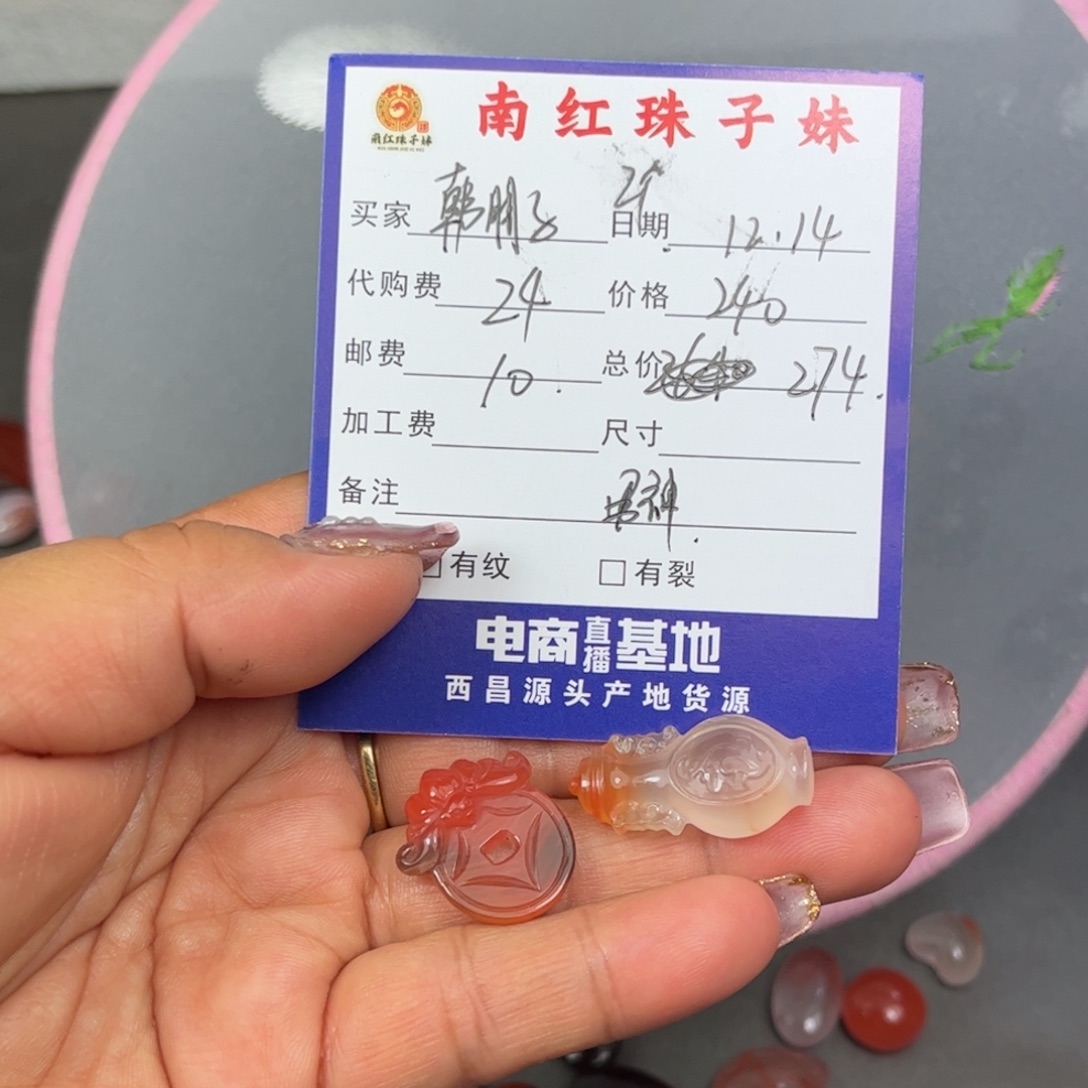 南红珠子妹
南红珠子妹
买家 韩朋 日期 12.14
代购费 24 价格 240
邮费 10. 总价 274.
加工费 尺寸
备注
有纹 有裂
电商直播基地
西昌源头产地货源